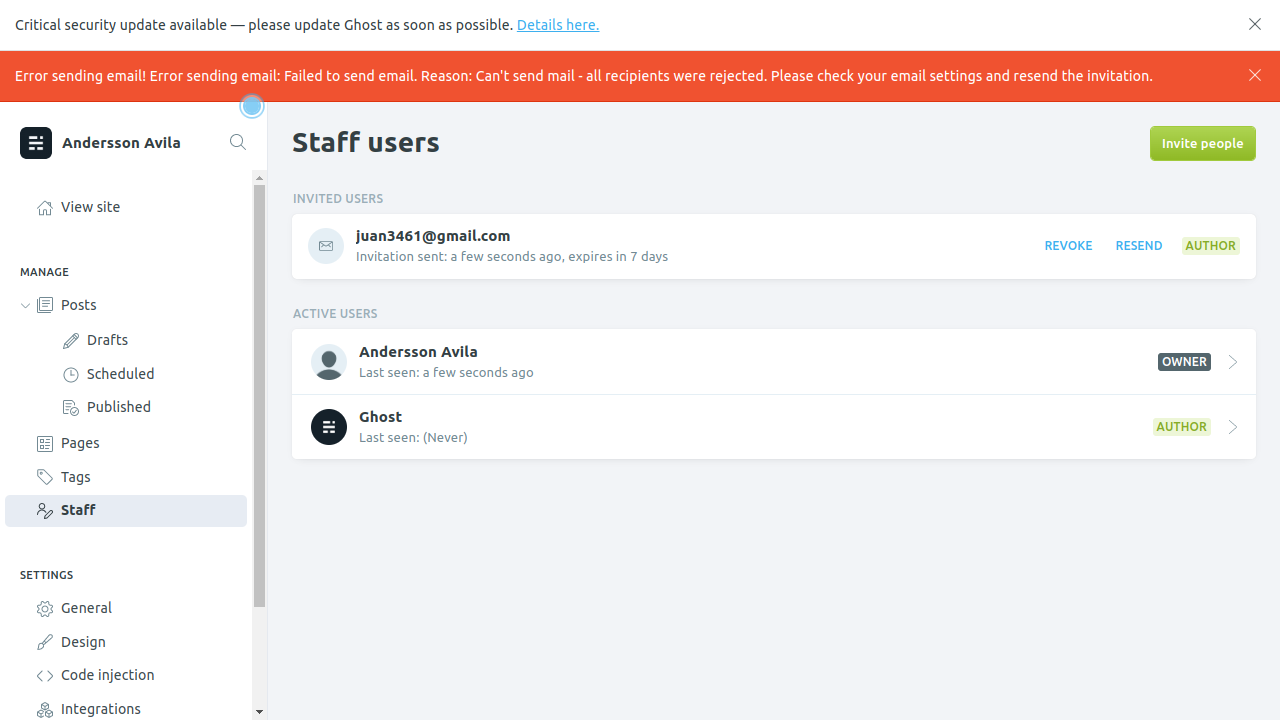 Critical security update available — please update Ghost as soon as possible. Details here.
Error sending email! Error sending email: Failed to send email. Reason: Can't send mail - all recipients were rejected. Please check your email settings and resend the invitation.
Andersson Avila
View site
MANAGE
Posts
Drafts
Scheduled
Published
Pages
Tags
Staff
SETTINGS
General
Design
Code injection
Integrations
Staff users
Invite people
INVITED USERS
juan3461@gmail.com
Invitation sent: a few seconds ago, expires in 7 days
REVOKE RESEND AUTHOR
ACTIVE USERS
Andersson Avila
Last seen: a few seconds ago
OWNER
Ghost
Last seen: (Never)
AUTHOR